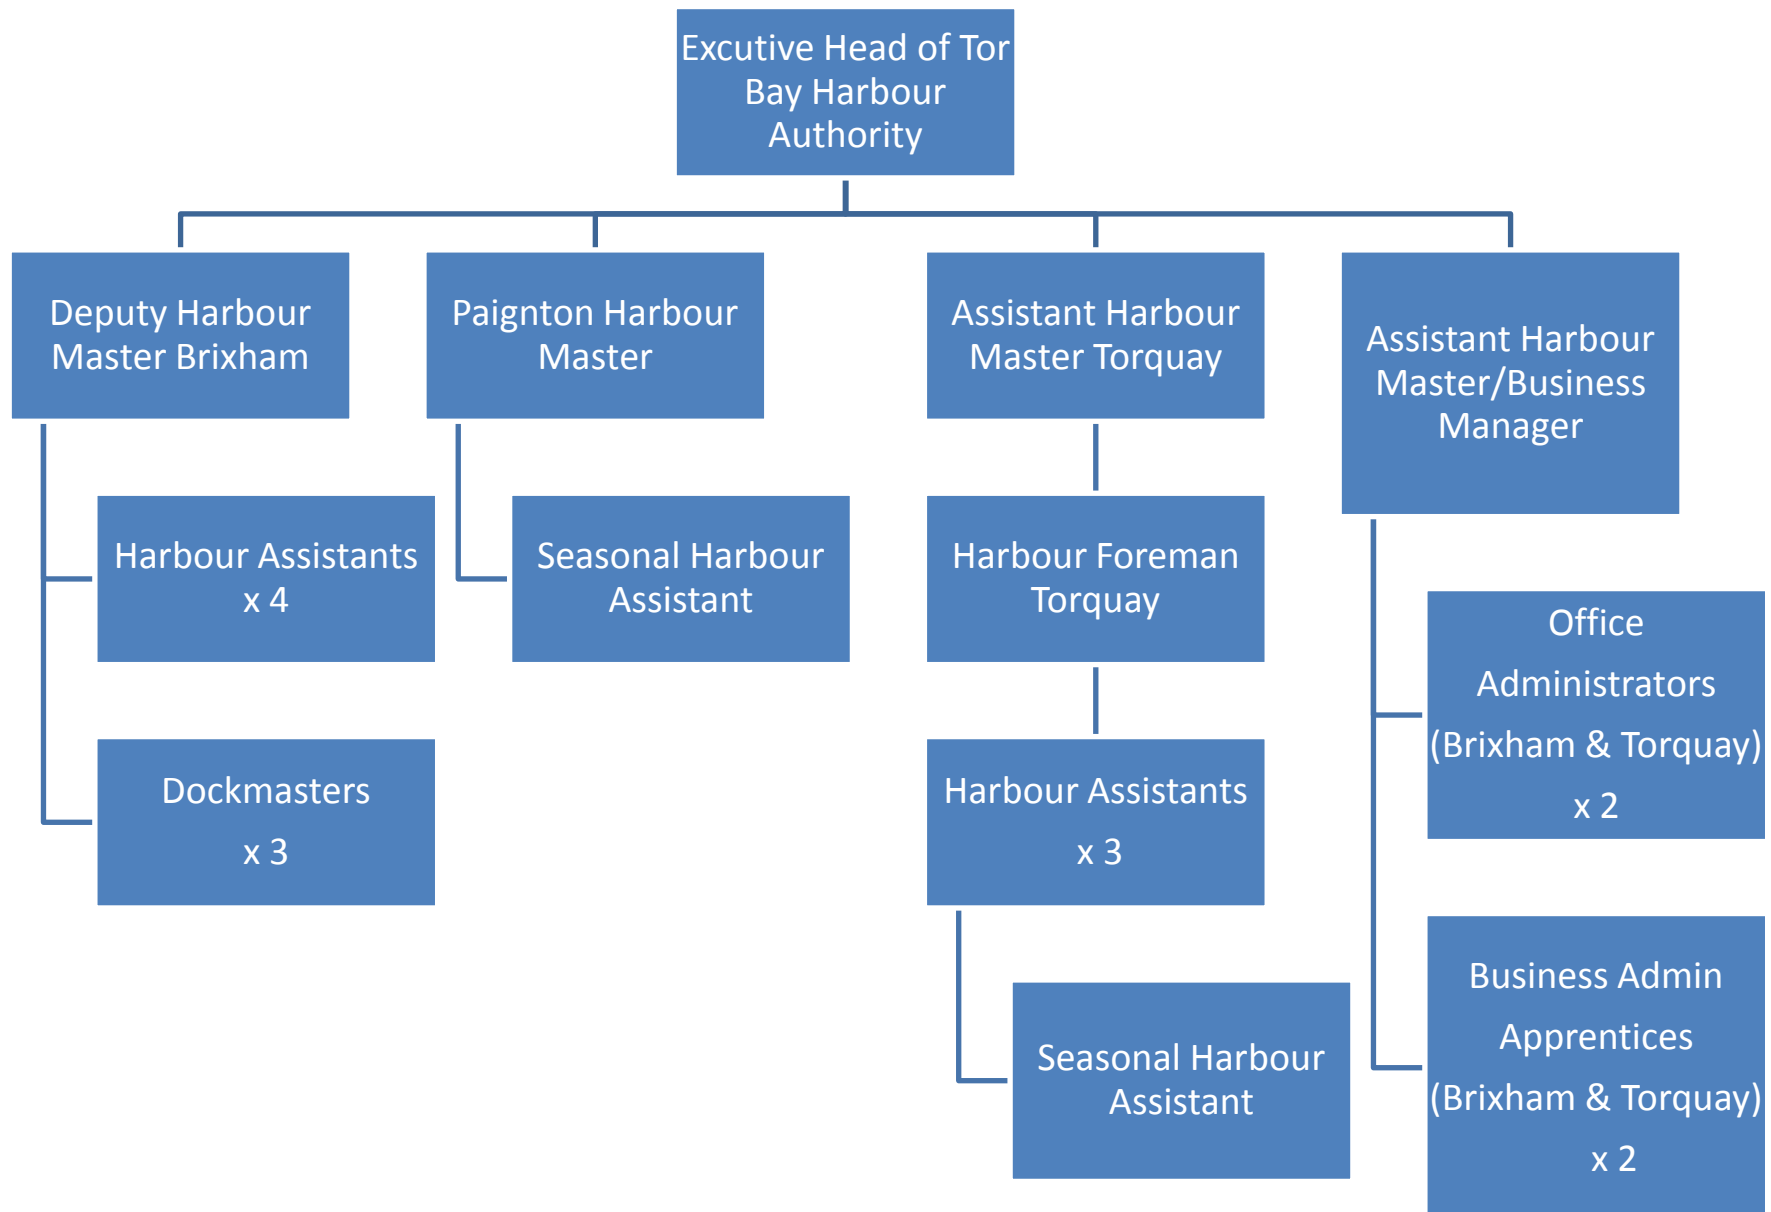 Excutive Head of Tor
Bay Harbour
Authority
Deputy Harbour
Master Brixham
Paignton Harbour
Master
Assistant Harbour
Master Torquay
Assistant Harbour
Master/Business
Manager
Harbour Assistants
x 4
Seasonal Harbour
Assistant
Harbour Foreman
Torquay
Office
Administrators
(Brixham & Torquay)
x 2
Dockmasters
x 3
Harbour Assistants
x 3
Business Admin
Apprentices
(Brixham & Torquay)
x 2
Seasonal Harbour
Assistant